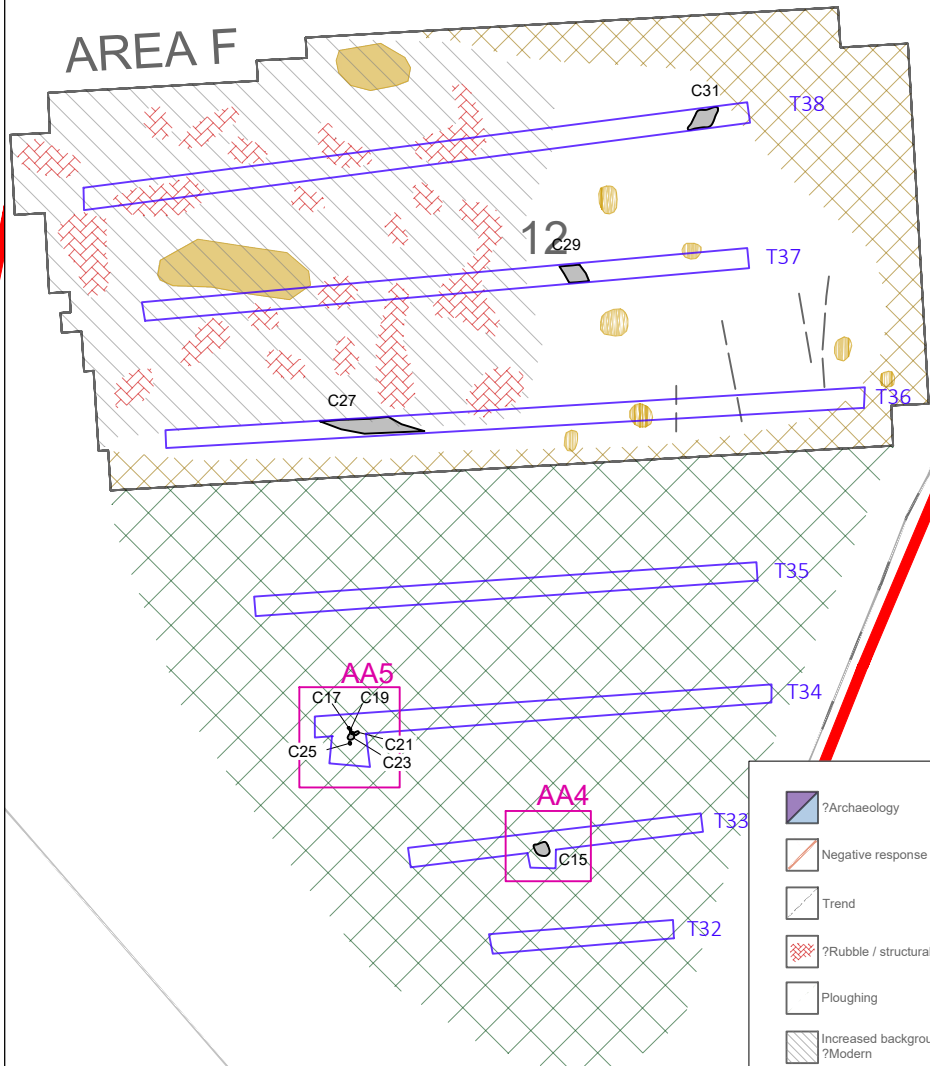 AREA F
C31
T38
12
C29
T37
C27
T36
T35
AA5
C17 C19
T34
C25
C21
C23
AA4
T33
C15
T32
?Archaeology
Negative response
Trend
?Rubble / structural
Ploughing
Increased backgrou
?Modern